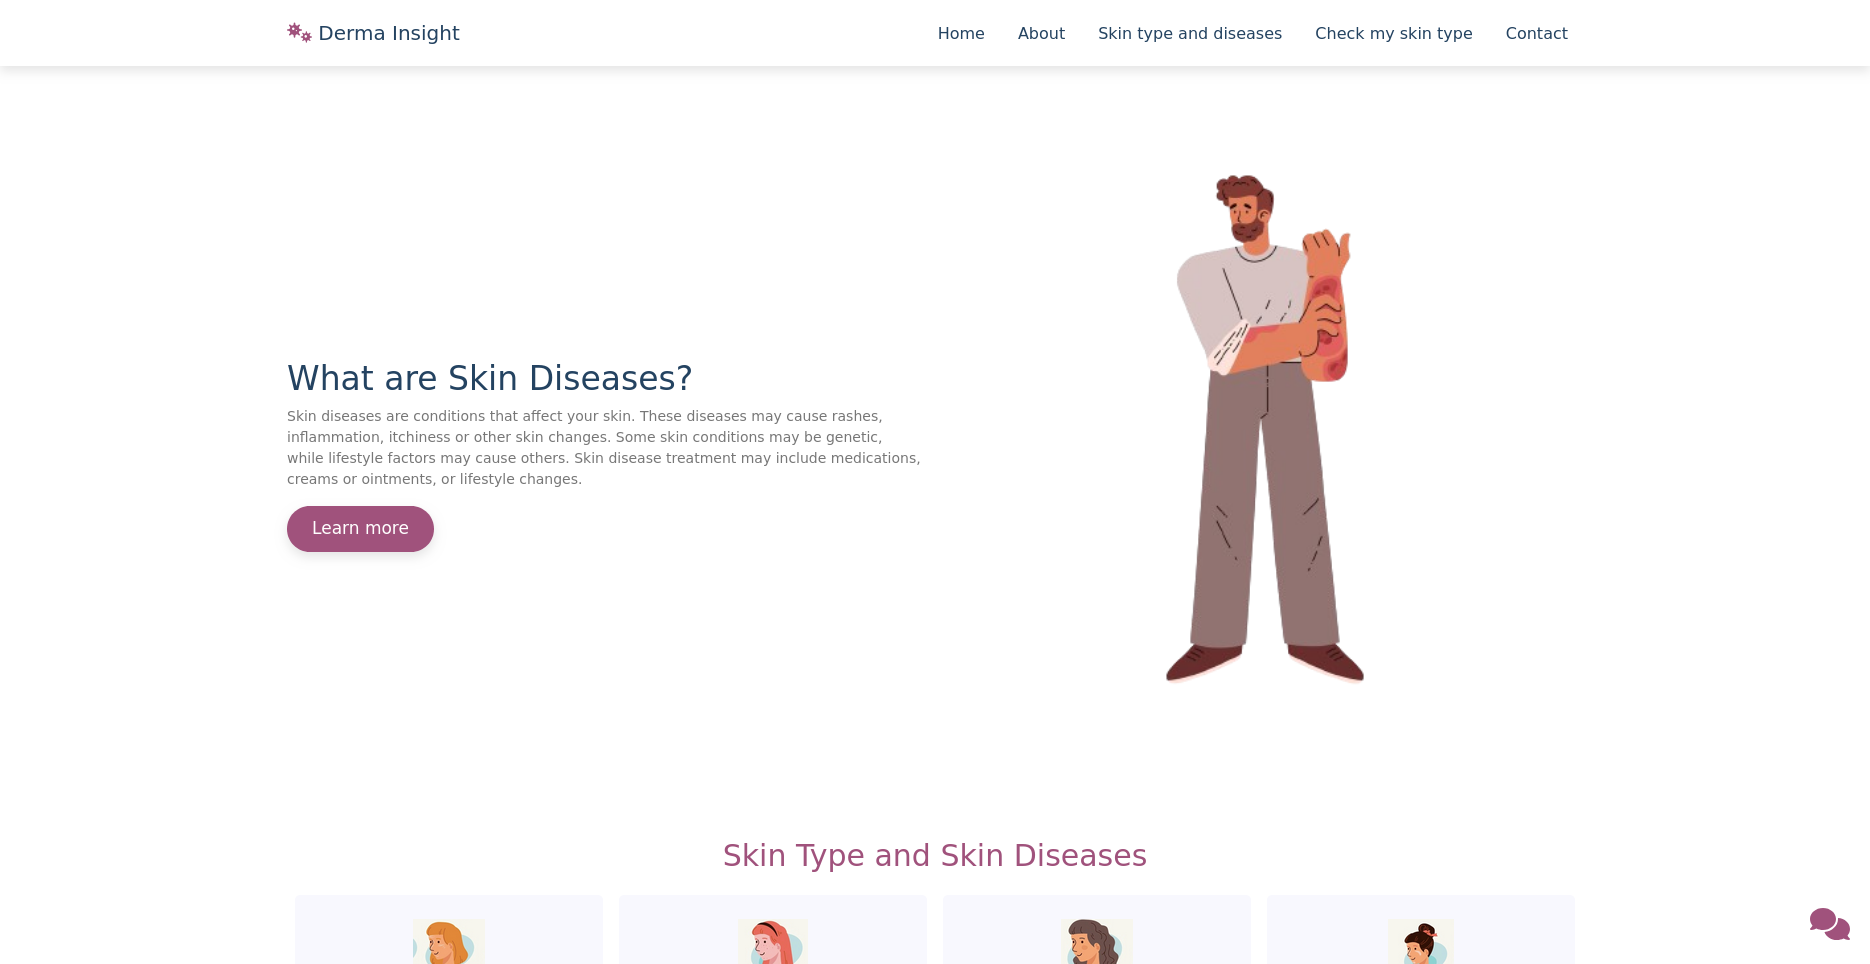 Derma Insight
Home
About
Skin type and diseases
Check my skin type
Contact
What are Skin Diseases?
Skin diseases are conditions that affect your skin. These diseases may cause rashes,
inflammation, itchiness or other skin changes. Some skin conditions may be genetic,
while lifestyle factors may cause others. Skin disease treatment may include medications,
creams or ointments, or lifestyle changes.
Learn more
Skin Type and Skin Diseases